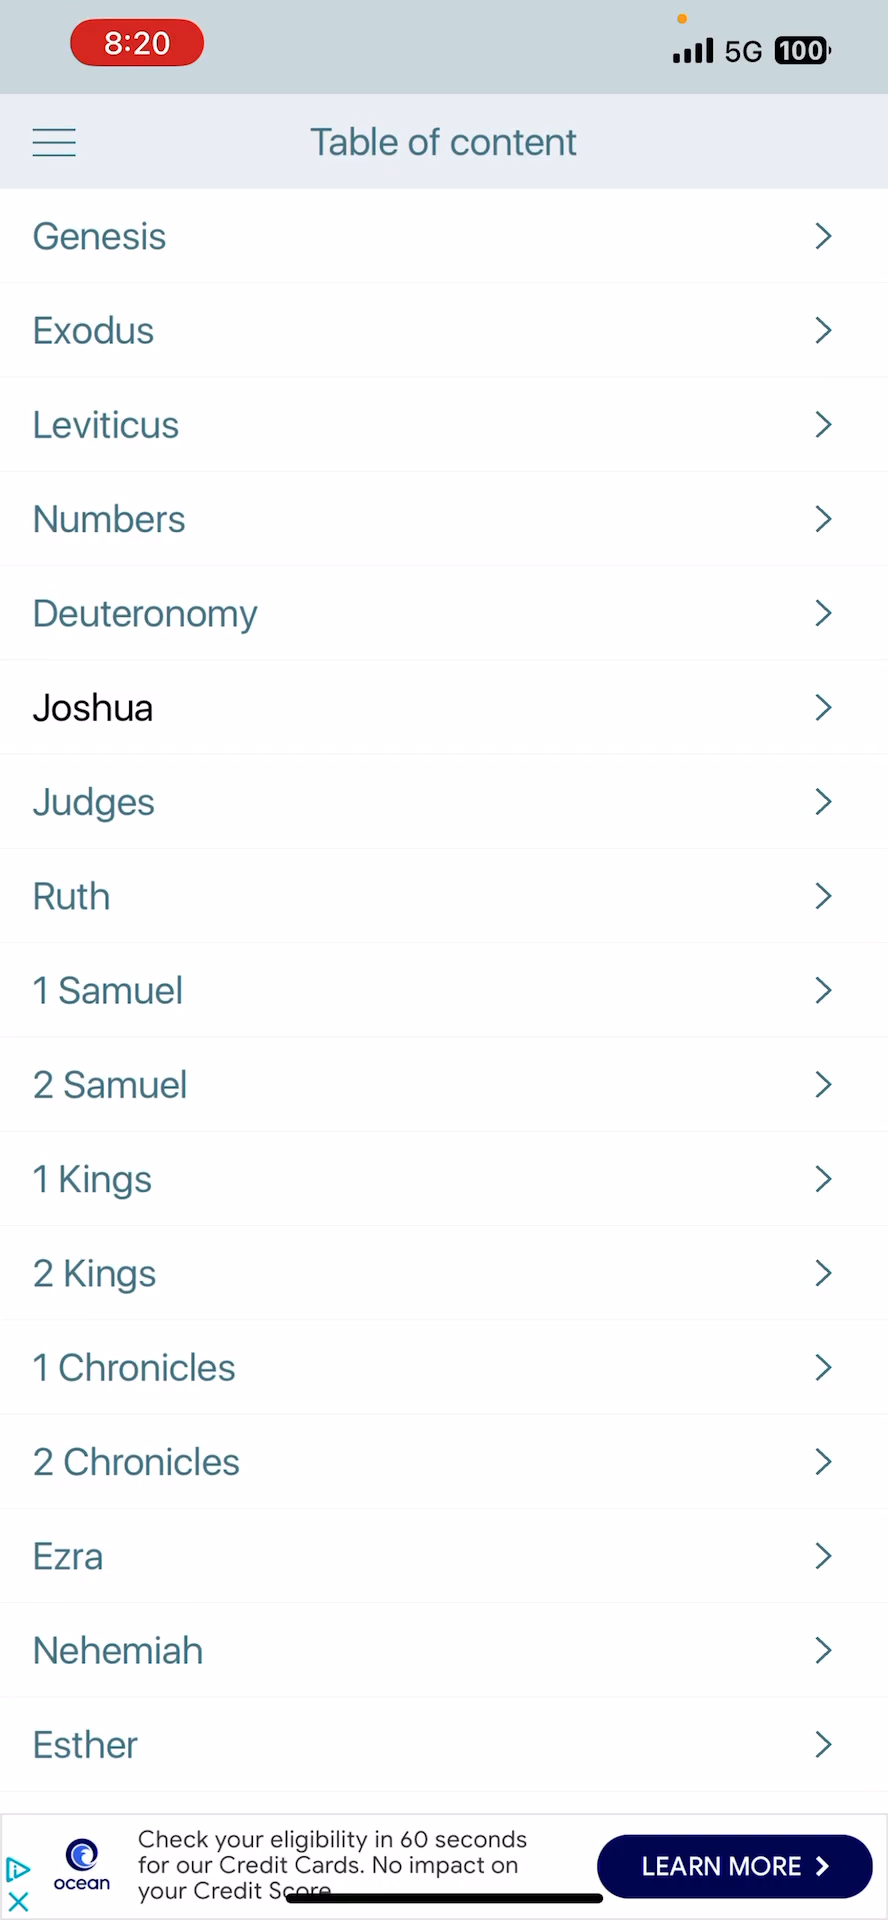 8:20
5G 100
Table of content
Genesis
Exodus
Leviticus
Numbers
Deuteronomy
Joshua
Judges
Ruth
1 Samuel
2 Samuel
1 Kings
2 Kings
1 Chronicles
2 Chronicles
Ezra
Nehemiah
Esther
Check your eligibility in 60 seconds
for our Credit Cards. No impact on
your Credit Score
ocean
LEARN MORE